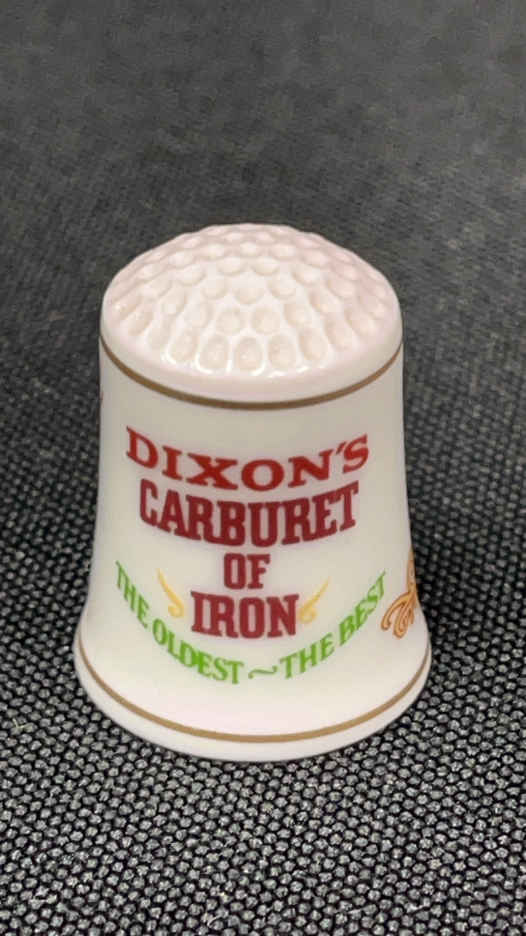 DIXON'S
CARBURET
OF
IRON
THE OLDEST ~ THE BEST